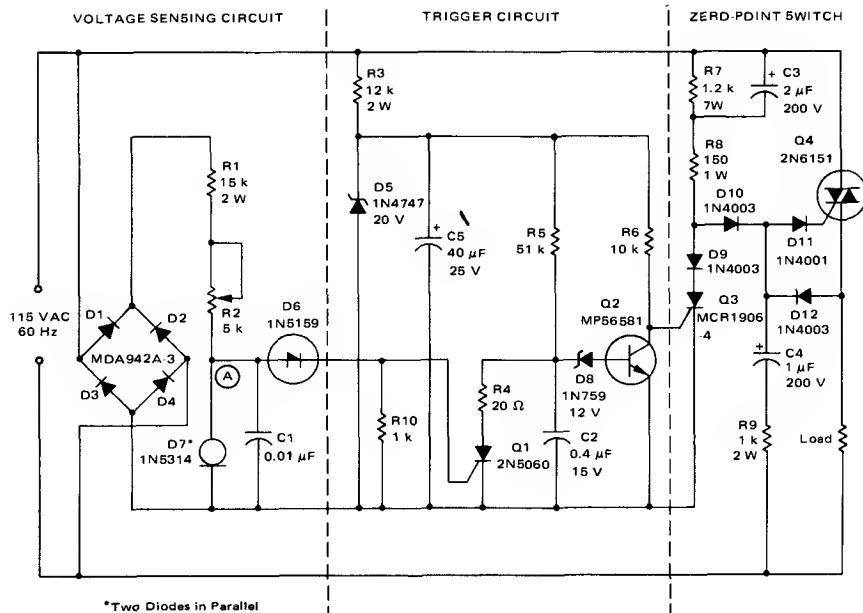 VOLTAGE SENSING CIRCUIT
TRIGGER CIRCUIT
ZERD-PDINT SWITCH
R3
12 k
2 W
R7
1.2 k
7W
+
C3
2 μF
200 V
R1
15 k
2 W
R8
150
1 W
Q4
2N6151
D5
1N4747
20 V
+
C5
40 μF
25 V
R5
51 k
R6
10 k
D10
1N4003
D11
1N4001
115 VAC
60 Hz
D1
D2
MDA942A-3
D3
D4
R2
5 k
D6
1N5159
A
Q2
MP56581
D9
1N4003
Q3
MCR1906
-4
D12
1N4003
D7*
1N5314
C1
0.01 μF
R10
1 k
R4
20 Ω
Q1
2N5060
D8
1N759
12 V
C2
0.4 μF
15 V
+
C4
1 μF
200 V
R9
1 k
2 W
Load
*Two Diodes in Parallel